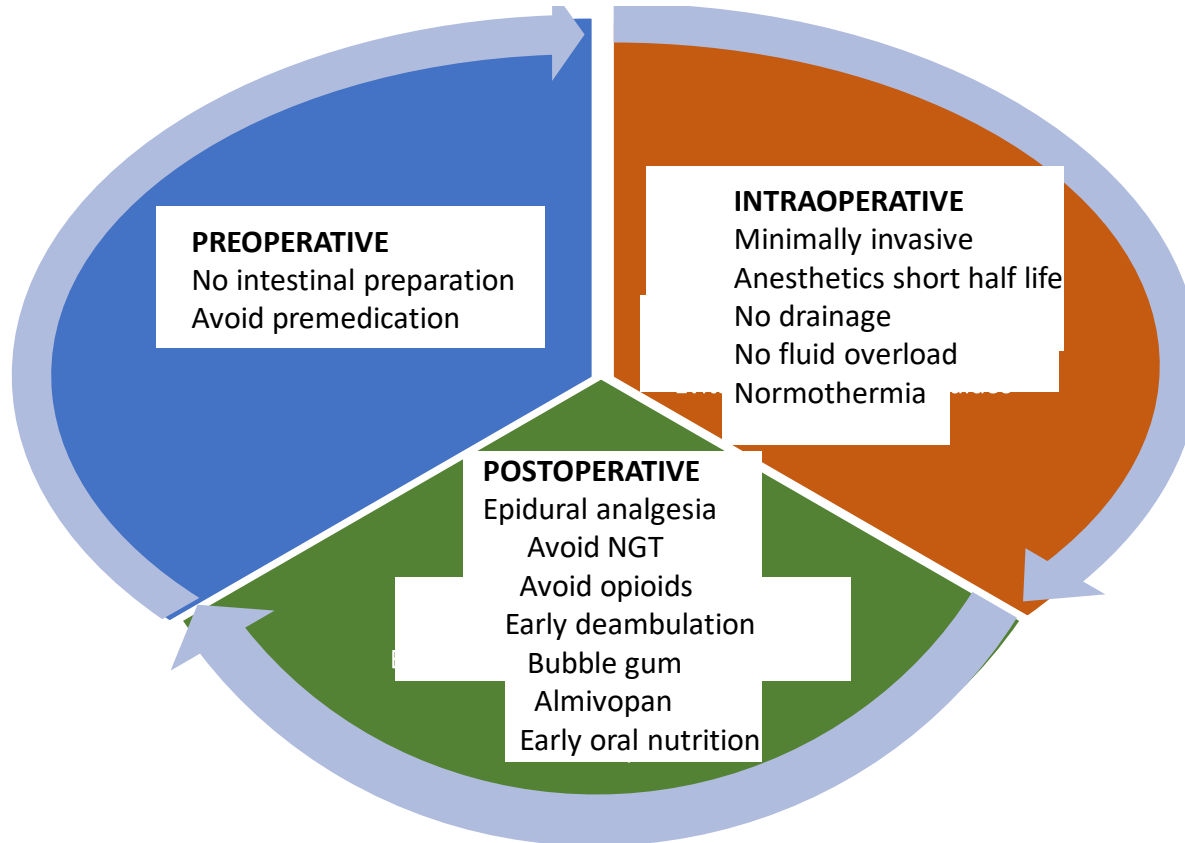 PREOPERATIVE
No intestinal preparation
Avoid premedication
INTRAOPERATIVE
Minimally invasive
Anesthetics short half life
No drainage
No fluid overload
Normothermia
POSTOPERATIVE
Epidural analgesia
Avoid NGT
Avoid opioids
Early deambulation
Bubble gum
Almivopan
Early oral nutrition